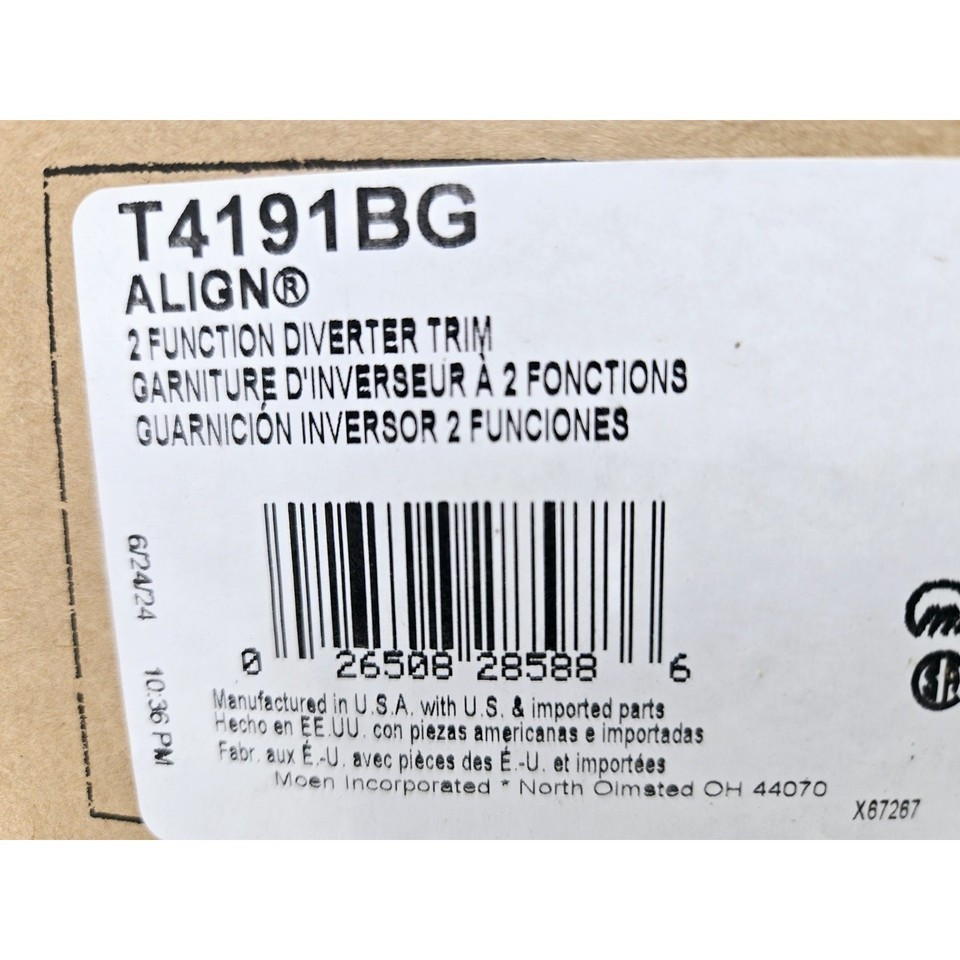 T4191BG
ALIGN®
2 FUNCTION DIVERTER TRIM
GARNITURE D'INVERSEUR À 2 FONCTIONS
GUARNICIÓN INVERSOR 2 FUNCIONES
6/24/24 10:36 PM
0 26508 28588 6
Manufactured in U.S.A. with U.S. & imported parts
Hecho en EE.UU. con piezas americanas e importadas
Fabr. aux É.-U. avec pièces des É.-U. et importées
Moen Incorporated * North Olmsted OH 44070
X67267